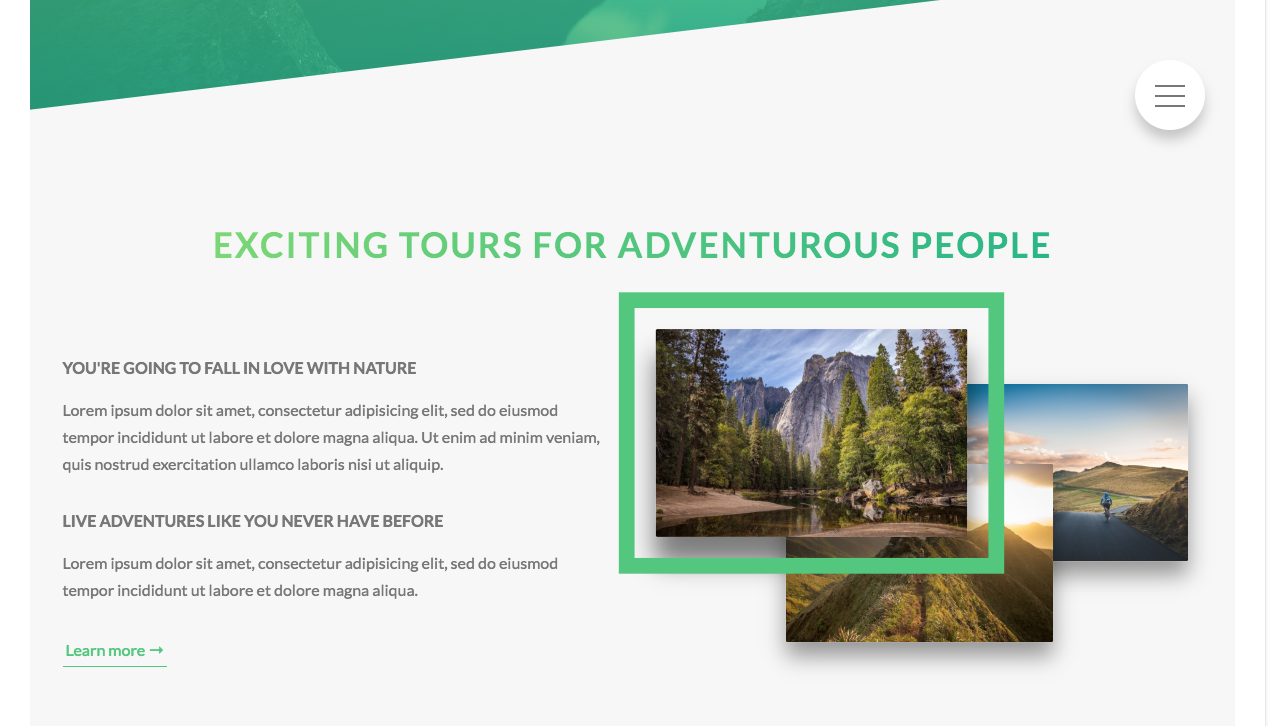 EXCITING TOURS FOR ADVENTUROUS PEOPLE
YOU'RE GOING TO FALL IN LOVE WITH NATURE
Lorem ipsum dolor sit amet, consectetur adipisicing elit, sed do eiusmod
tempor incididunt ut labore et dolore magna aliqua. Ut enim ad minim veniam,
quis nostrud exercitation ullamco laboris nisi ut aliquip.
LIVE ADVENTURES LIKE YOU NEVER HAVE BEFORE
Lorem ipsum dolor sit amet, consectetur adipisicing elit, sed do eiusmod
tempor incididunt ut labore et dolore magna aliqua.
Learn more →